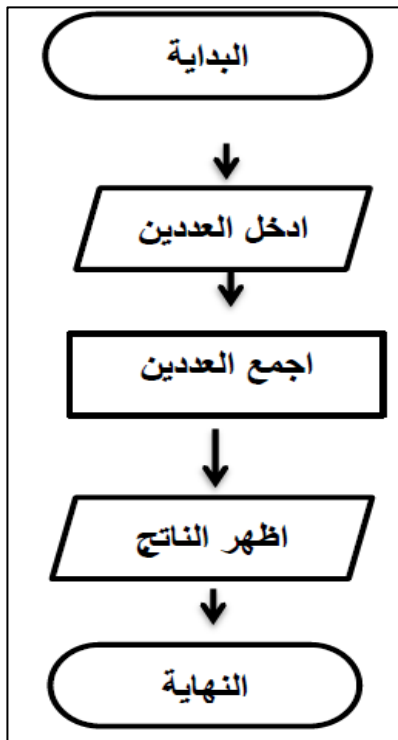 البداية
ادخل العددين
اجمع العددين
اظهر الناتج
النهاية